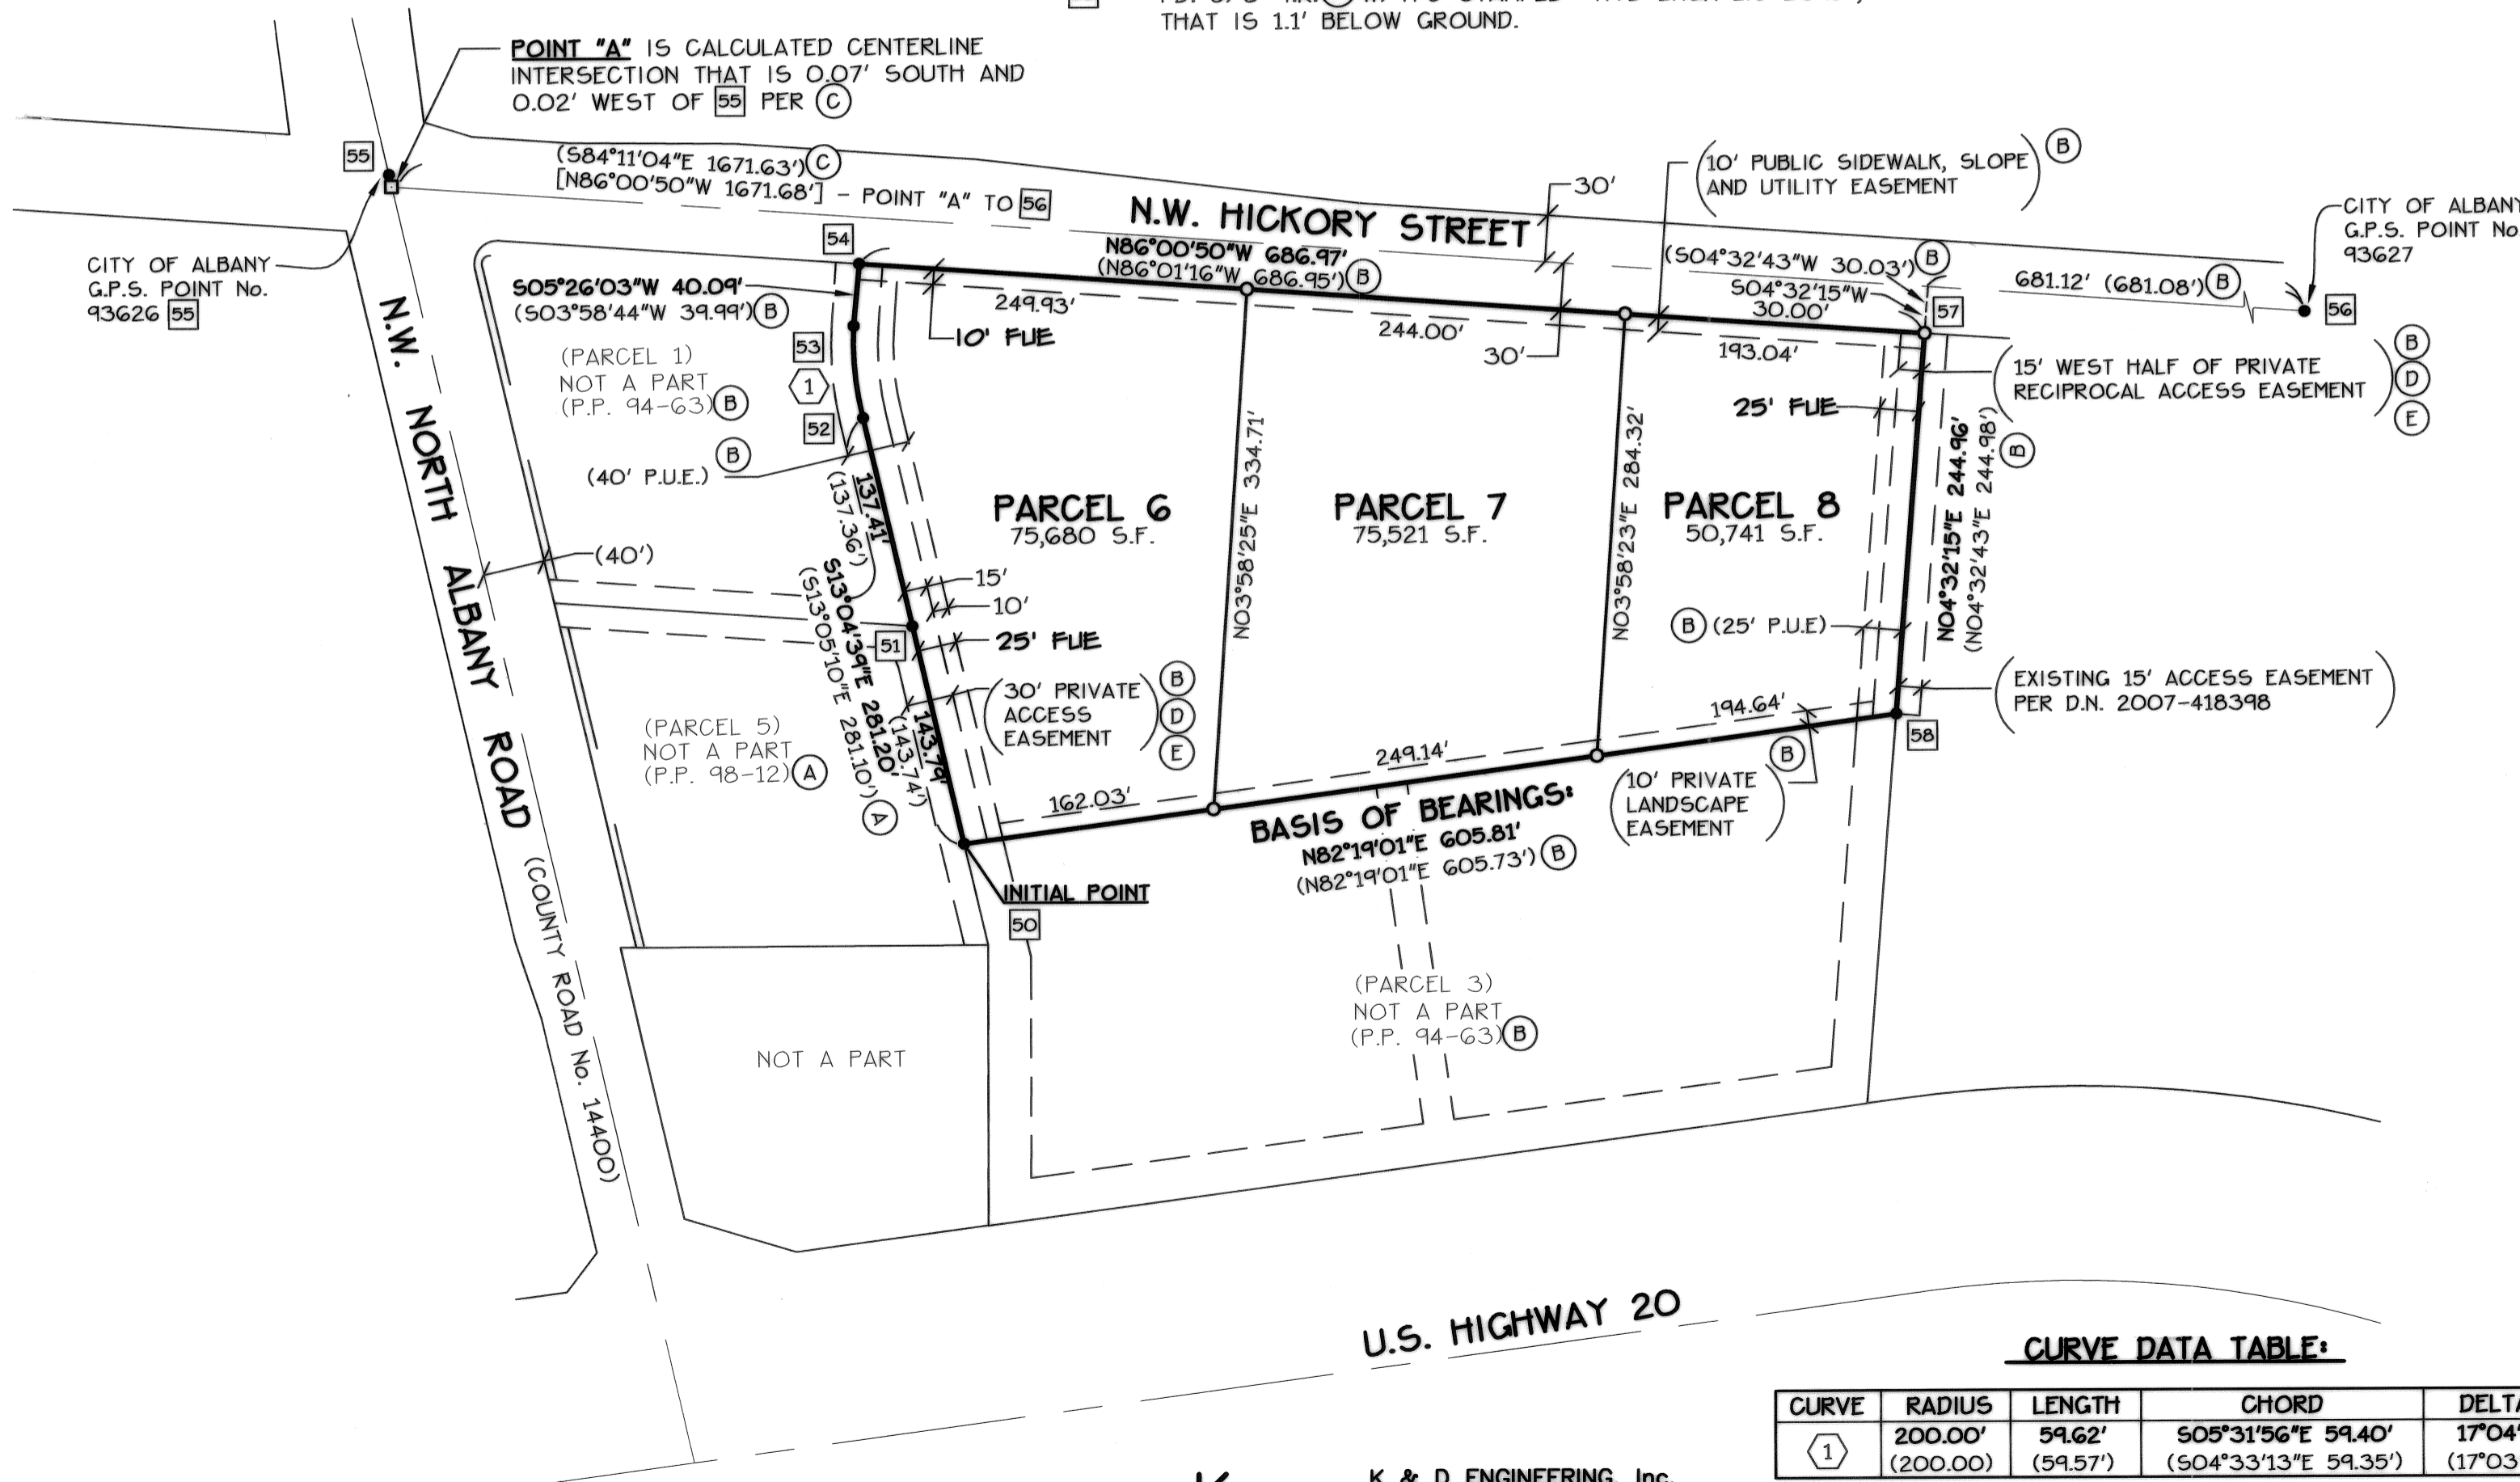 THAT IS 1.1' BELOW GROUND.
POINT "A" IS CALCULATED CENTERLINE
INTERSECTION THAT IS 0.07' SOUTH AND
0.02' WEST OF 55 PER C
55
(S84°11'04"E 1671.63') C
[N86°00'50"W 1671.68'] - POINT "A" TO 56
CITY OF ALBANY
G.P.S. POINT No.
93626 55
54
N.W. HICKORY STREET
N86°00'50"W 686.97'
(N86°01'16"W 686.95') B
30'
10' PUBLIC SIDEWALK, SLOPE
AND UTILITY EASEMENT
B
(S04°32'43"W 30.03') B
S04°32'15"W
30.00'
57
681.12' (681.08') B
CITY OF ALBANY
G.P.S. POINT No
93627
56
S05°26'03"W 40.09'
(S03°58'44"W 39.99') B
249.93'
10' FUE
244.00'
30'
193.04'
53
1
52
(PARCEL 1)
NOT A PART
(P.P. 94-63) B
B
(40' P.U.E.)
15' WEST HALF OF PRIVATE
RECIPROCAL ACCESS EASEMENT
B
D
E
25' FUE
N04°32'15"E 244.96'
(N04°32'43"E 244.98')
B
137.41'
(137.36')
PARCEL 6
75,680 S.F.
N03°58'25"E 334.71'
PARCEL 7
75,521 S.F.
N03°58'23"E 284.32'
PARCEL 8
50,741 S.F.
(40')
15'
10'
51
25' FUE
S13°04'39"E 281.20'
(S13°05'10"E 281.10') A
143.79'
(143.74')
30' PRIVATE
ACCESS
EASEMENT
B
D
E
B (25' P.U.E)
EXISTING 15' ACCESS EASEMENT
PER D.N. 2007-418398
58
N.W. NORTH ALBANY ROAD (COUNTY ROAD No. 14400)
(PARCEL 5)
NOT A PART
(P.P. 98-12) A
162.03'
249.14'
194.64'
B
10' PRIVATE
LANDSCAPE
EASEMENT
BASIS OF BEARINGS:
N82°19'01"E 605.81'
(N82°19'01"E 605.73') B
INITIAL POINT
50
(PARCEL 3)
NOT A PART
(P.P. 94-63) B
NOT A PART
U.S. HIGHWAY 20
CURVE DATA TABLE:
CURVE RADIUS LENGTH CHORD DELTA
1 200.00' 59.62' S05°31'56"E 59.40' 17°04'
(200.00) (59.57') (S04°33'13"E 59.35') (17°03
K & D ENGINEERING, Inc.